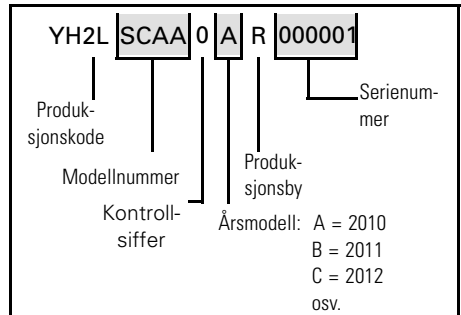 YH2L SCAA 0 A R 000001
Produk-
sjonskode
Serienum-
mer
Modellnummer
Produk-
sjonsby
Kontroll-
siffer
Årsmodell: A = 2010
B = 2011
C = 2012
osv.